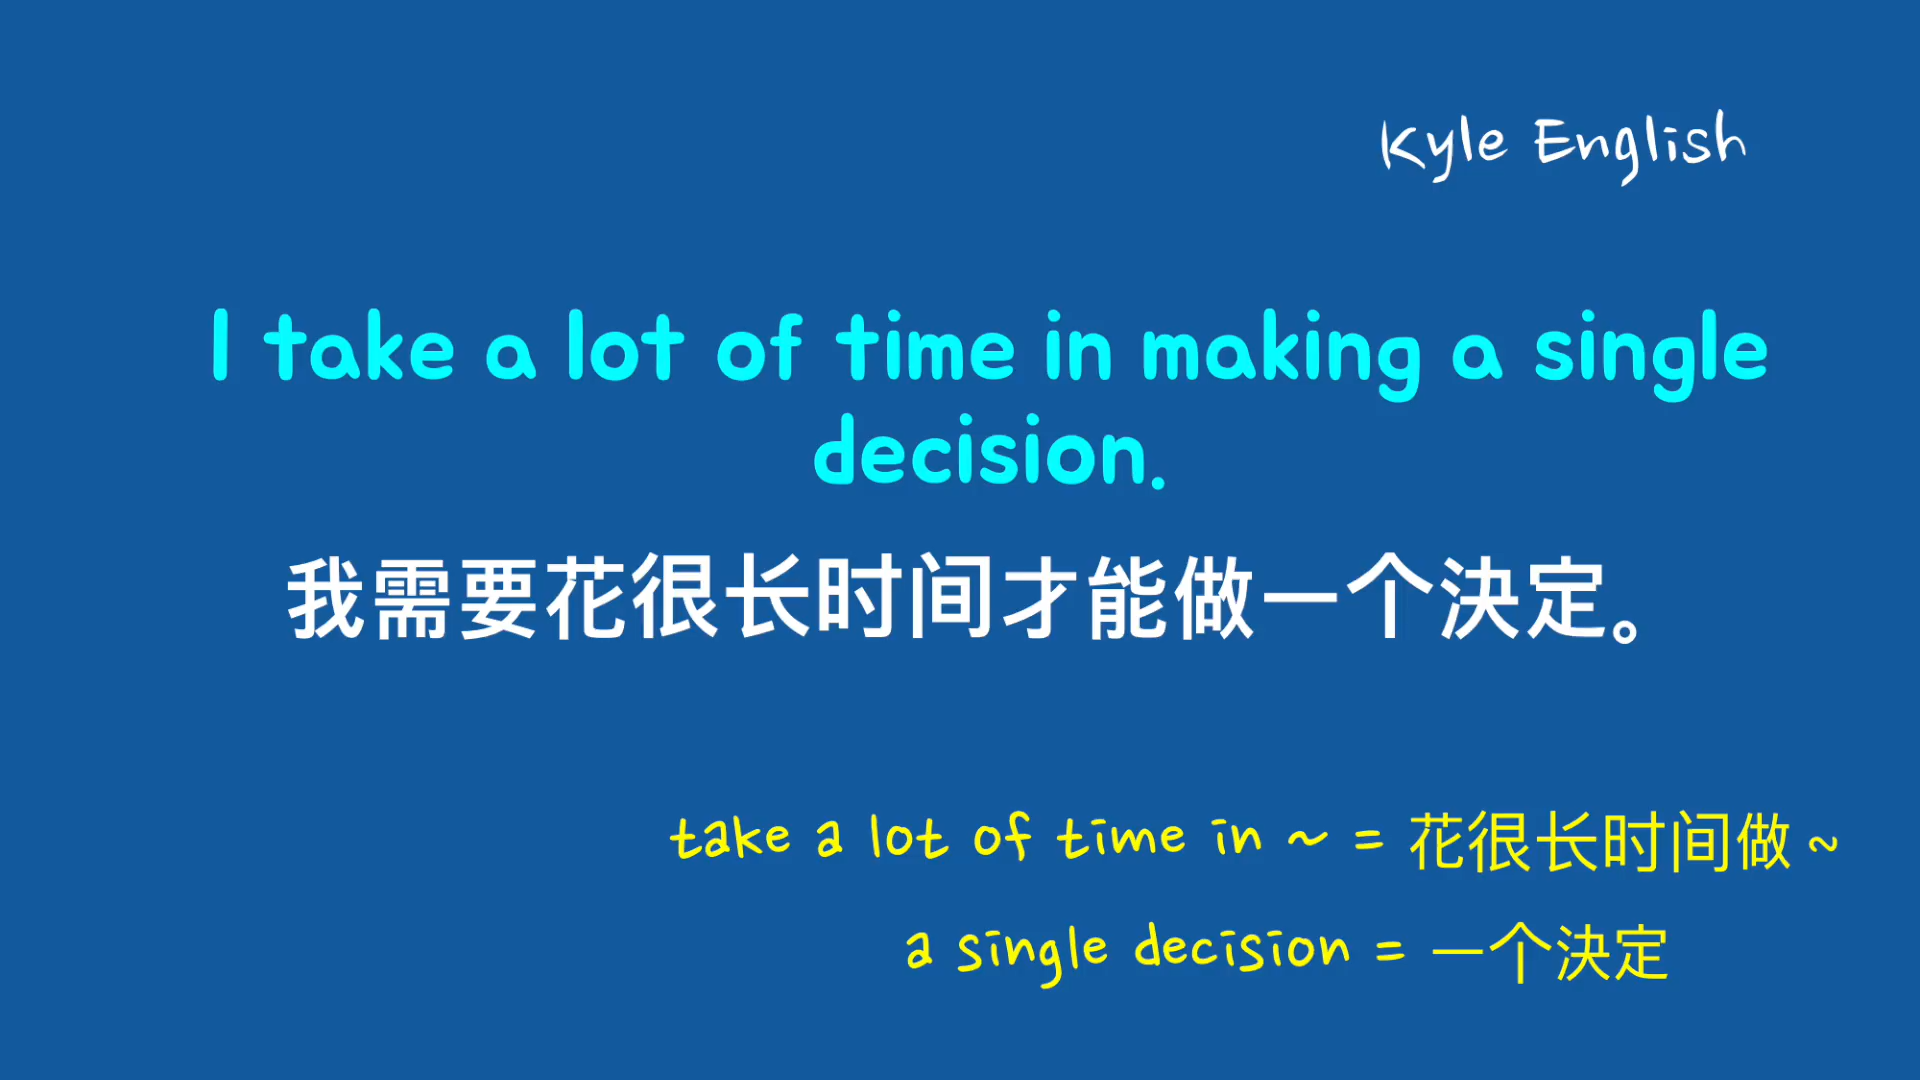 Kyle English
I take a lot of time in making a single
decision.
我需要花很长时间才能做一个決定。
take a lot of time in ~ = 花很长时间做 ~
a single decision = 一个決定